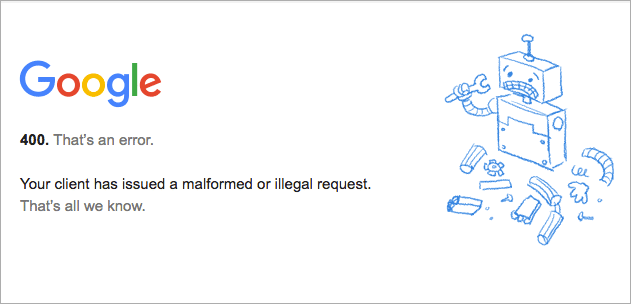 Google
400. That’s an error.
Your client has issued a malformed or illegal request.
That’s all we know.